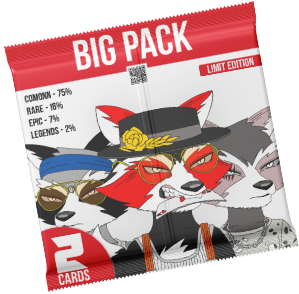 BIG PACK
LIMIT EDITION
COMONN - 75%
RARE - 16%
EPIC - 7%
LEGENDS - 2%
2
CARDS